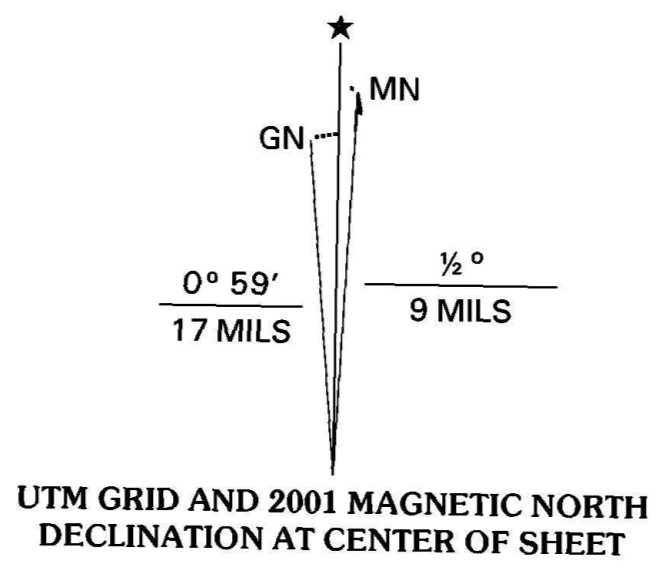 ★
MN
GN
0° 59′
17 MILS
½ °
9 MILS
UTM GRID AND 2001 MAGNETIC NORTH
DECLINATION AT CENTER OF SHEET